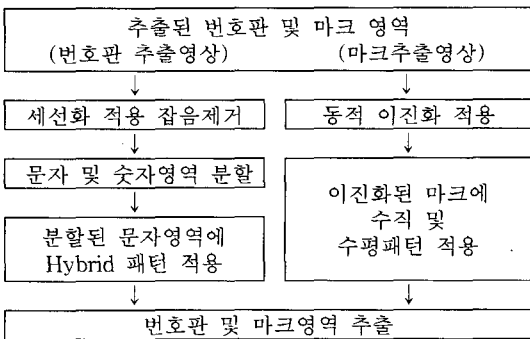 추출된 번호판 및 마크 영역
(번호판 추출영상) (마크추출영상)
세선화 적용 잡음제거
동적 이진화 적용
문자 및 숫자영역 분할
이진화된 마크에
수직 및
수평패턴 적용
분할된 문자영역에
Hybrid 패턴 적용
번호판 및 마크영역 추출